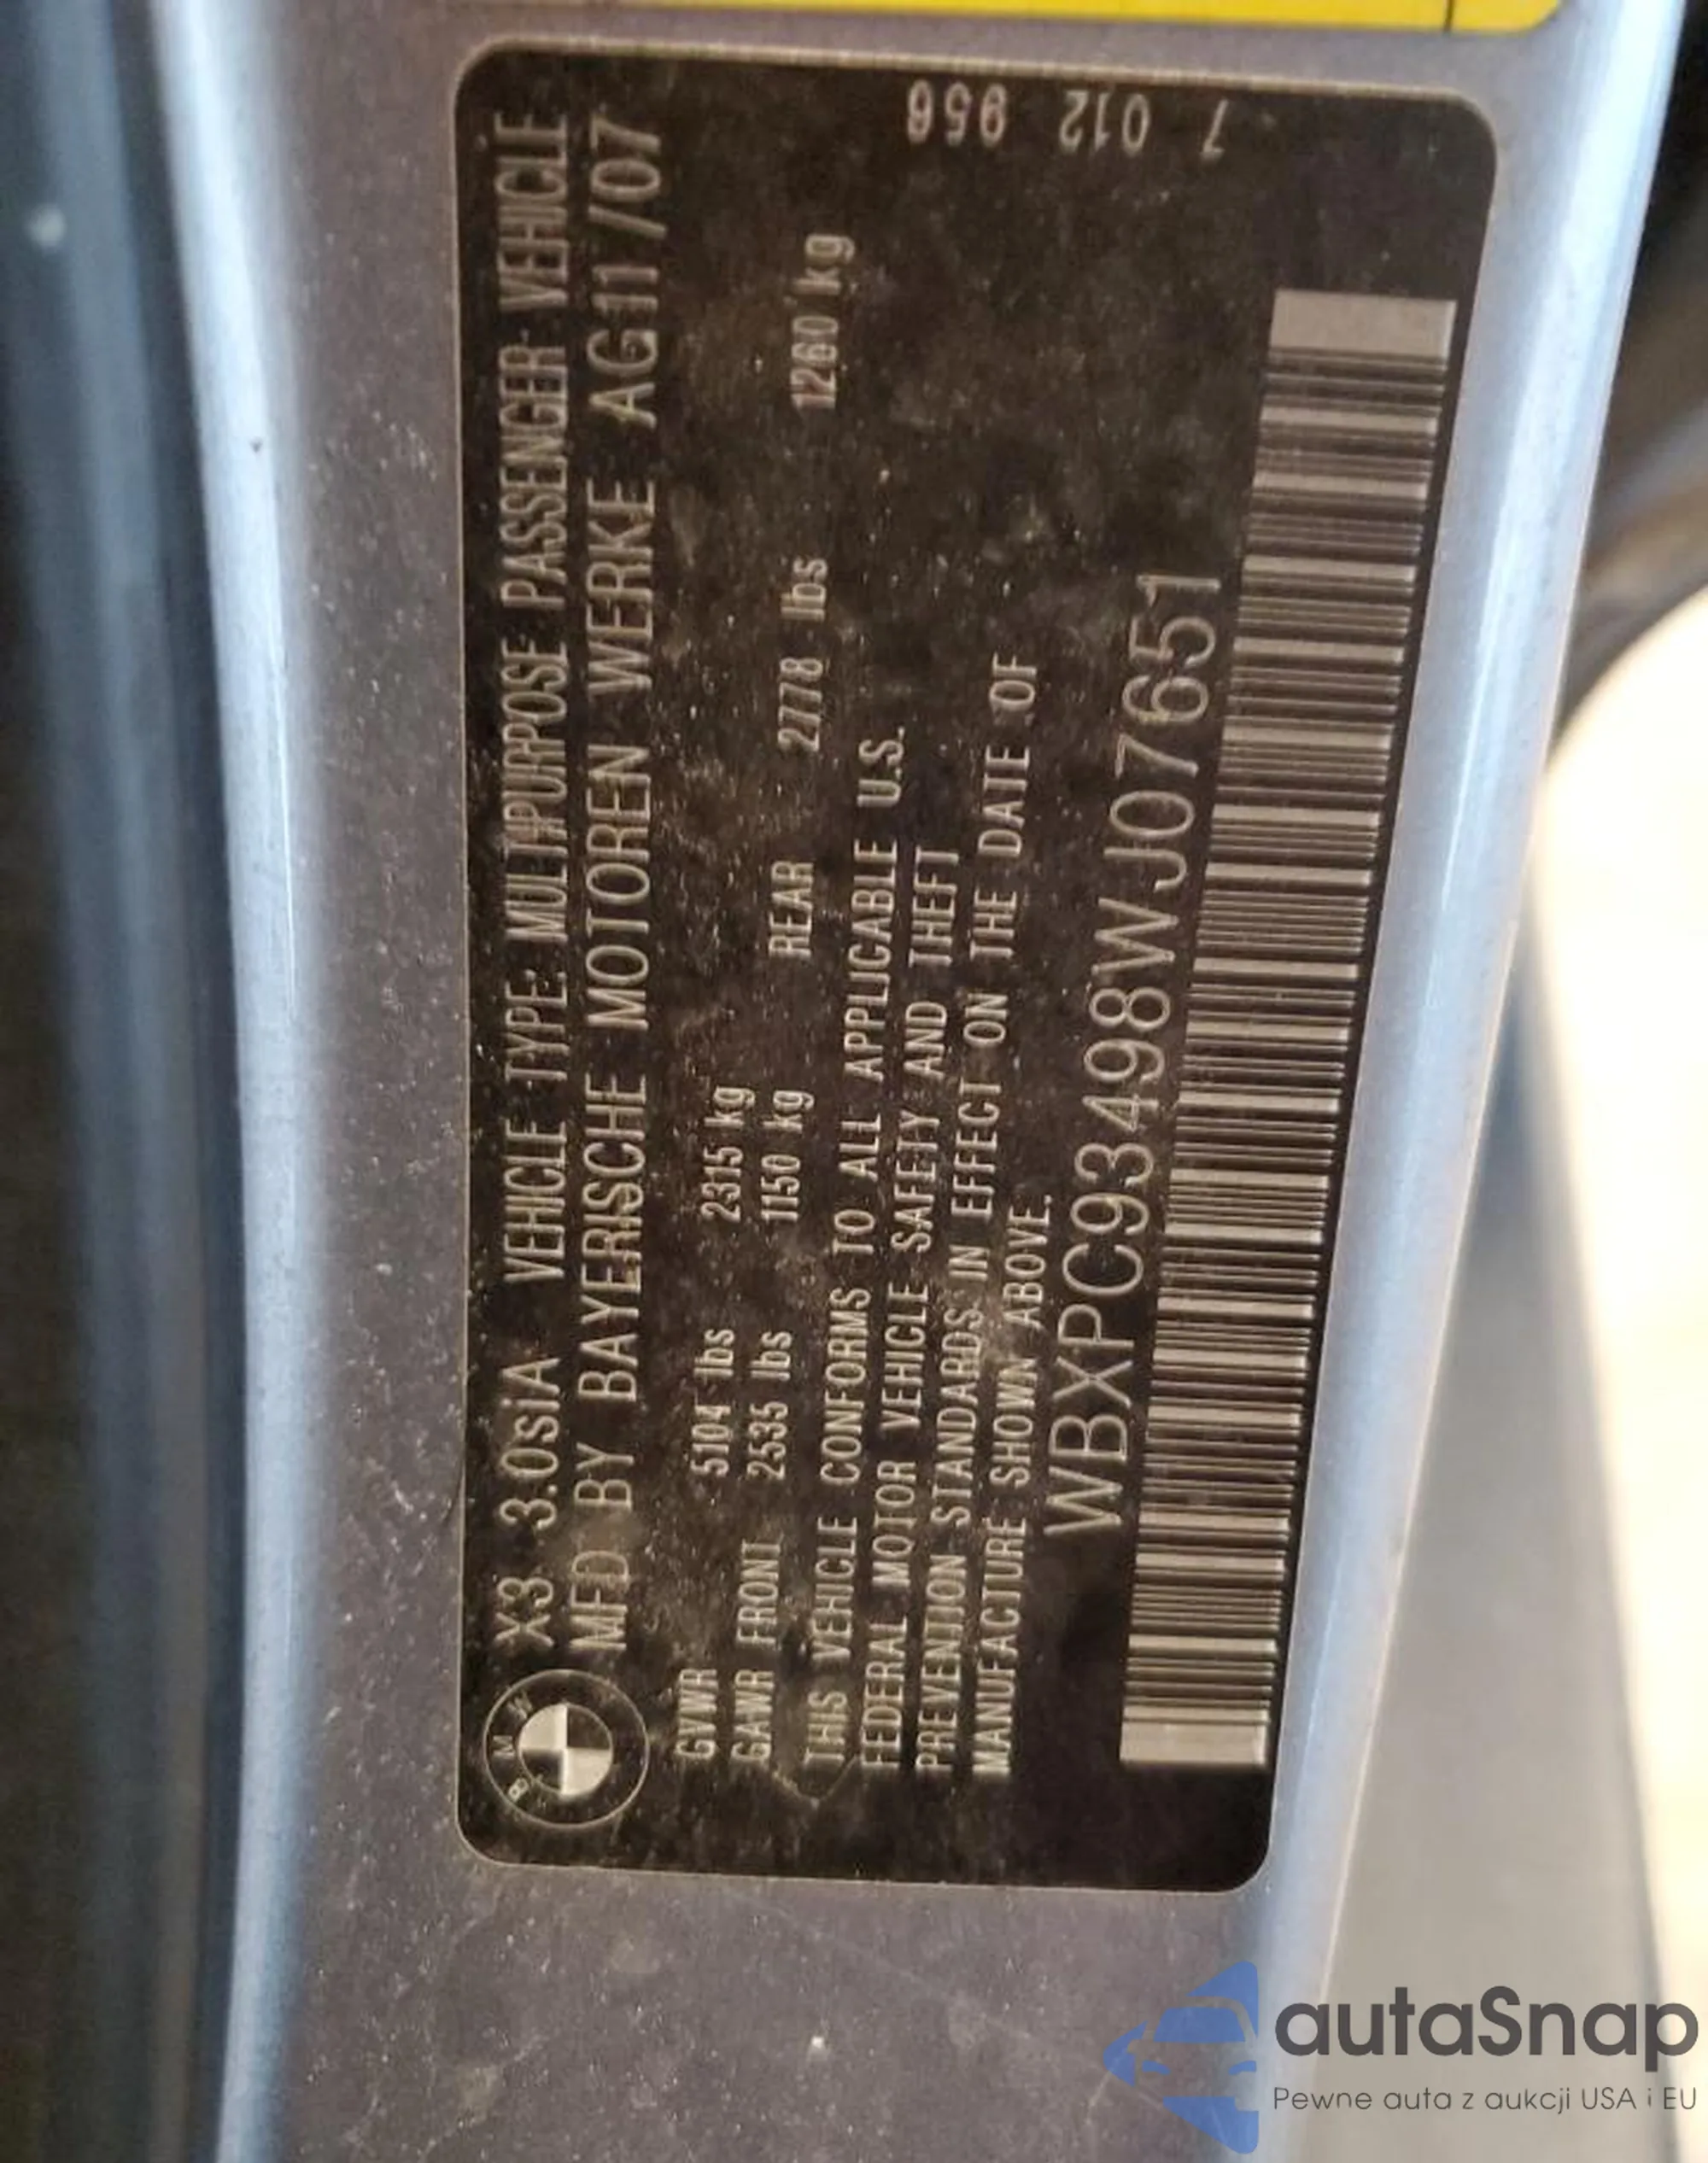 X3 3.0siA VEHICLE TYPE: MULTIPURPOSE PASSENGER VEHICLE
MFD BY BAYERISCHE MOTOREN WERKE AG11/07
GVWR 5104 lbs 2315 kg
GAWR FRONT 2535 lbs 1150 kg REAR 2778 lbs 1260 kg
THIS VEHICLE CONFORMS TO ALL APPLICABLE U.S.
FEDERAL MOTOR VEHICLE SAFETY AND THEFT
PREVENTION STANDARDS IN EFFECT ON THE DATE OF
MANUFACTURE SHOWN ABOVE.
WBXPC93498WJ07651
7 012 956
BMW
autaSnap
Pewne auta z aukcji USA i EU